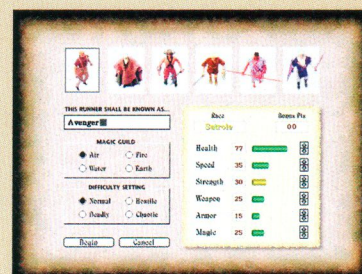 THIS RUNNER SHALL BE KNOWN AS...
Avenger
MAGIC GUILD
Air
Fire
Water
Earth
DIFFICULTY SETTING
Normal
Hostile
Deadly
Chaotic
Begin
Cancel
Race
Bonus Pts
00
Health 77
Speed 35
Strength 30
Weapon 25
Armor 15
Magic 25